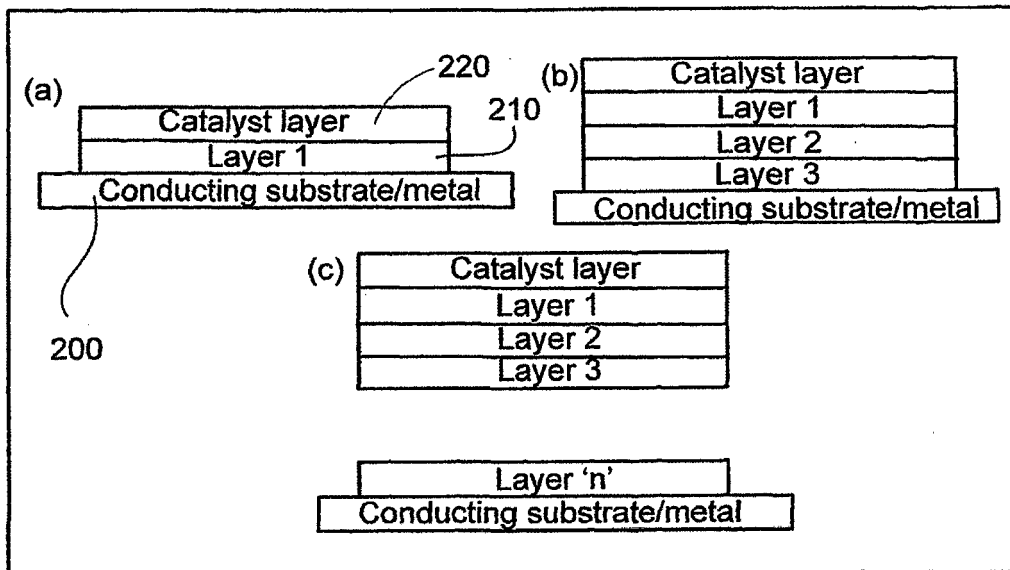 (a)
220
Catalyst layer
210
Layer 1
Conducting substrate/metal
200
(b)
Catalyst layer
Layer 1
Layer 2
Layer 3
Conducting substrate/metal
(c)
Catalyst layer
Layer 1
Layer 2
Layer 3
Layer ‘n’
Conducting substrate/metal